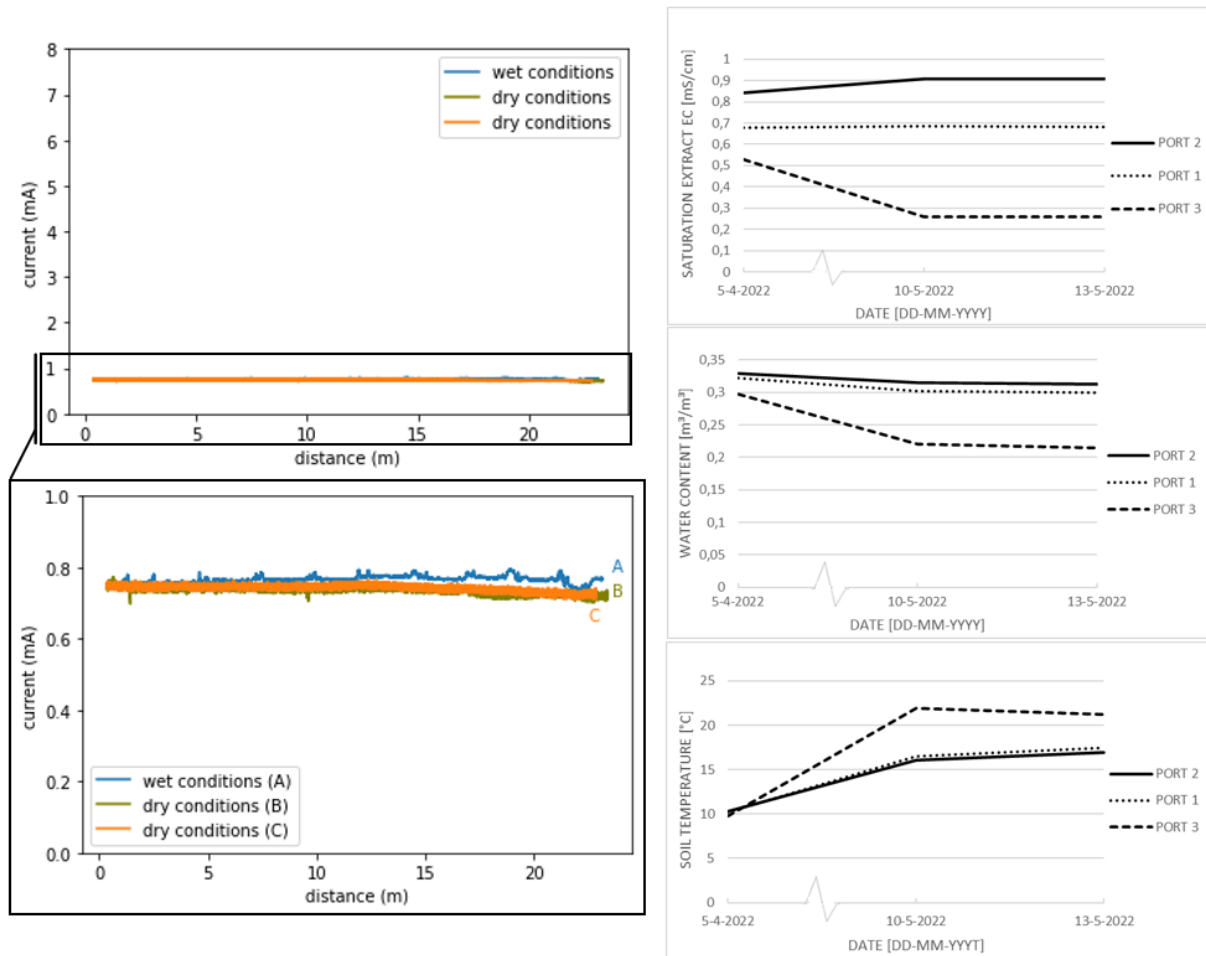 8
7
6
5
4
3
2
1
0
current (mA)
wet conditions
dry conditions
dry conditions
0 5 10 15 20
distance (m)
1.0
0.8
0.6
0.4
0.2
0.0
current (mA)
A
B
C
wet conditions (A)
dry conditions (B)
dry conditions (C)
0 5 10 15 20
distance (m)
SATURATION EXTRACT EC [mS/cm]
1
0,9
0,8
0,7
0,6
0,5
0,4
0,3
0,2
0,1
0
PORT 2
PORT 1
PORT 3
5-4-2022 10-5-2022 13-5-2022
DATE [DD-MM-YYYY]
WATER CONTENT [m³/m³]
0,35
0,3
0,25
0,2
0,15
0,1
0,05
0
PORT 2
PORT 1
PORT 3
5-4-2022 10-5-2022 13-5-2022
DATE [DD-MM-YYYY]
SOIL TEMPERATURE [°C]
25
20
15
10
5
0
PORT 2
PORT 1
PORT 3
5-4-2022 10-5-2022 13-5-2022
DATE [DD-MM-YYYT]